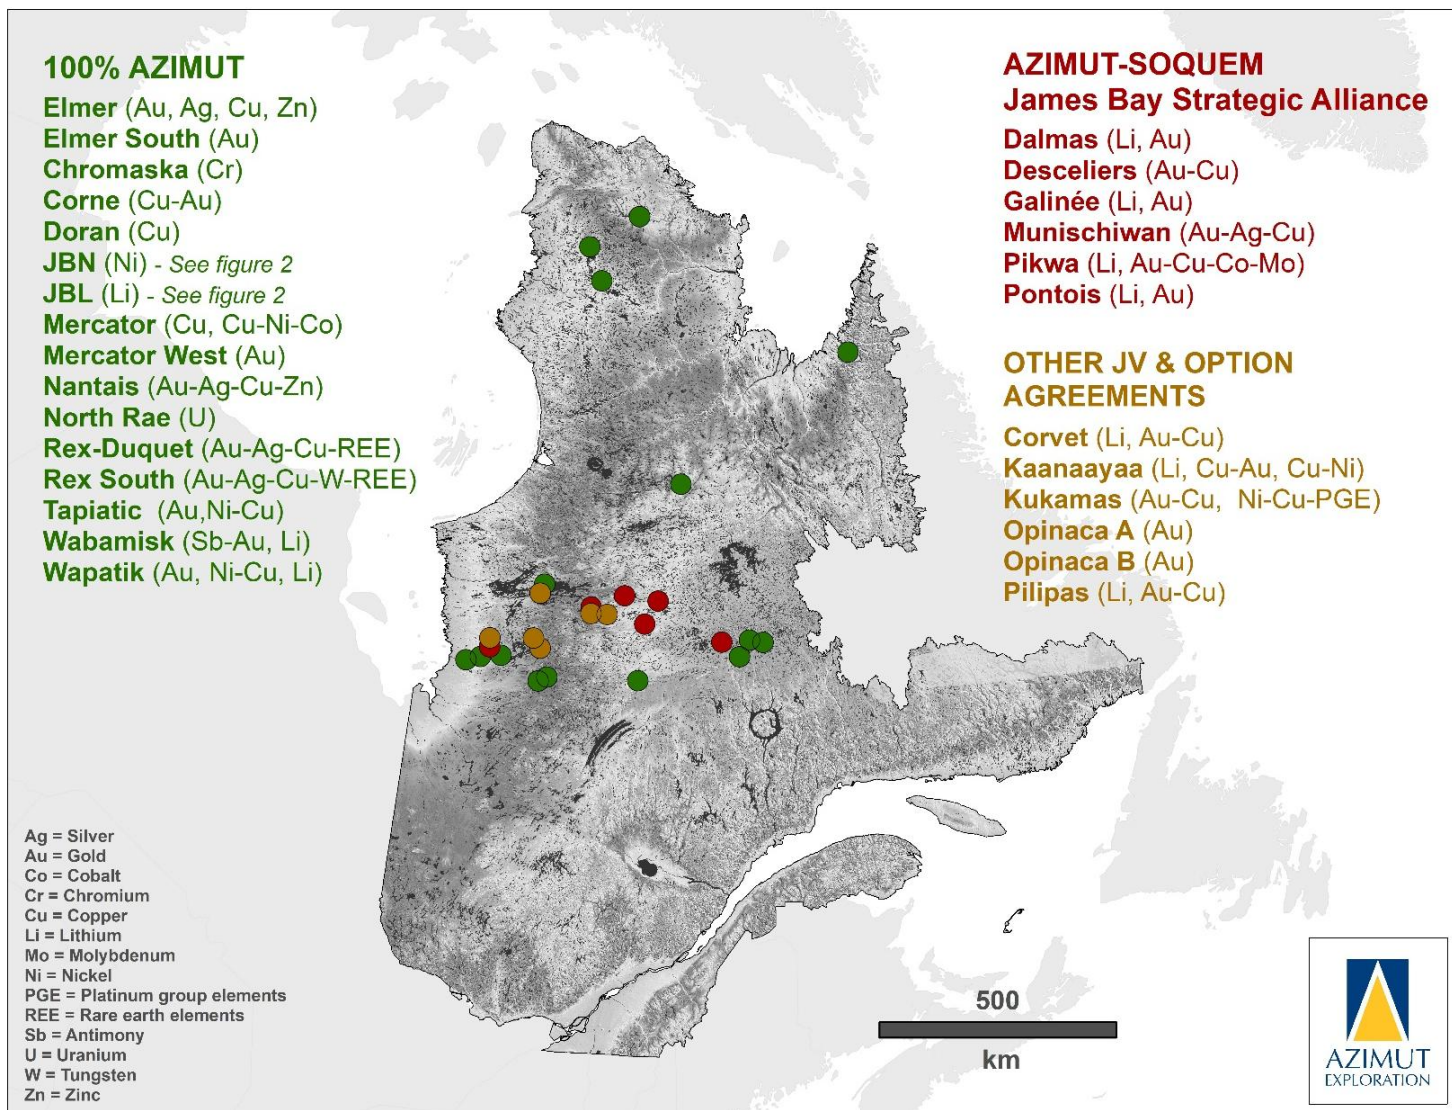 100% AZIMUT
Elmer (Au, Ag, Cu, Zn)
Elmer South (Au)
Chromaska (Cr)
Corne (Cu-Au)
Doran (Cu)
JBN (Ni) - See figure 2
JBL (Li) - See figure 2
Mercator (Cu, Cu-Ni-Co)
Mercator West (Au)
Nantais (Au-Ag-Cu-Zn)
North Rae (U)
Rex-Duquet (Au-Ag-Cu-REE)
Rex South (Au-Ag-Cu-W-REE)
Tapiatic (Au,Ni-Cu)
Wabamisk (Sb-Au, Li)
Wapatik (Au, Ni-Cu, Li)
AZIMUT-SOQUEM
James Bay Strategic Alliance
Dalmas (Li, Au)
Desceliers (Au-Cu)
Galinée (Li, Au)
Munischiwan (Au-Ag-Cu)
Pikwa (Li, Au-Cu-Co-Mo)
Pontois (Li, Au)
OTHER JV & OPTION
AGREEMENTS
Corvet (Li, Au-Cu)
Kaanaayaa (Li, Cu-Au, Cu-Ni)
Kukamas (Au-Cu, Ni-Cu-PGE)
Opinaca A (Au)
Opinaca B (Au)
Pilipas (Li, Au-Cu)
Ag = Silver
Au = Gold
Co = Cobalt
Cr = Chromium
Cu = Copper
Li = Lithium
Mo = Molybdenum
Ni = Nickel
PGE = Platinum group elements
REE = Rare earth elements
Sb = Antimony
U = Uranium
W = Tungsten
Zn = Zinc
500
km
AZIMUT
EXPLORATION